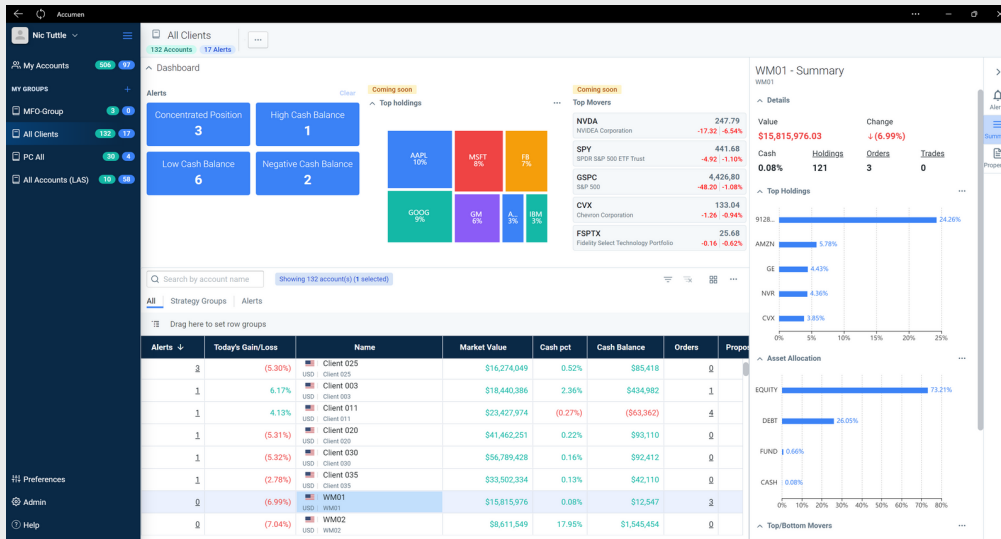 Accumen
Nic Tuttle
My Accounts 506 97
MY GROUPS +
MFO-Group 3 0
All Clients 132 17
PC All 30 4
All Accounts (LAS) 10 58
Preferences
Admin
Help
All Clients
132 Accounts 17 Alerts
Dashboard
Alerts Clear
Concentrated Position
3
High Cash Balance
1
Low Cash Balance
6
Negative Cash Balance
2
Coming soon
Top holdings
AAPL
10%
MSFT
8%
FB
7%
GOOG
9%
GM
6%
A...
3%
IBM
3%
Coming soon
Top Movers
NVDA 247.79
NVIDEA Corporation -17.32 -6.54%
SPY 441.68
SPDR S&P 500 ETF Trust -4.92 -1.10%
GSPC 4,426,80
S&P 500 -48.20 -1.08%
CVX 133.04
Chevron Corporation -1.26 -0.94%
FSPTX 25.68
Fidelity Select Technology Portfolio -0.16 -0.62%
Search by account name
Showing 132 account(s) (1 selected)
All Strategy Groups Alerts
Drag here to set row groups
Alerts Today's Gain/Loss Name Market Value Cash pct Cash Balance Orders Propos
3 (5.30%) Client 025 $16,274,049 0.52% $85,418 0
USD Client 025
1 6.17% Client 003 $18,440,386 2.36% $434,982 1
USD Client 003
1 4.13% Client 011 $23,427,974 (0.27%) ($63,362) 4
USD Client 011
1 (5.31%) Client 020 $41,462,251 0.22% $93,110 0
USD Client 020
1 (5.32%) Client 030 $56,789,428 0.16% $92,412 0
USD Client 030
1 (2.78%) Client 035 $33,502,334 0.13% $42,110 0
USD Client 035
0 (6.99%) WM01 $15,815,976 0.08% $12,547 3
USD WM01
0 (7.04%) WM02 $8,611,549 17.95% $1,545,454 0
USD WM02
WM01 - Summary
WM01
Details
Value Change
$15,815,976.03 ↓(6.99%)
Cash Holdings Orders Trades
0.08% 121 3 0
Top Holdings
9128... 24.26%
AMZN 5.78%
GE 4.43%
NVR 4.36%
CVX 3.85%
0% 5% 10% 15% 20% 25%
Asset Allocation
EQUITY 73.21%
DEBT 26.05%
FUND 0.66%
CASH 0.08%
0% 10% 20% 30% 40% 50% 60% 70% 80%
Top/Bottom Movers
Aler
Summ
Proper